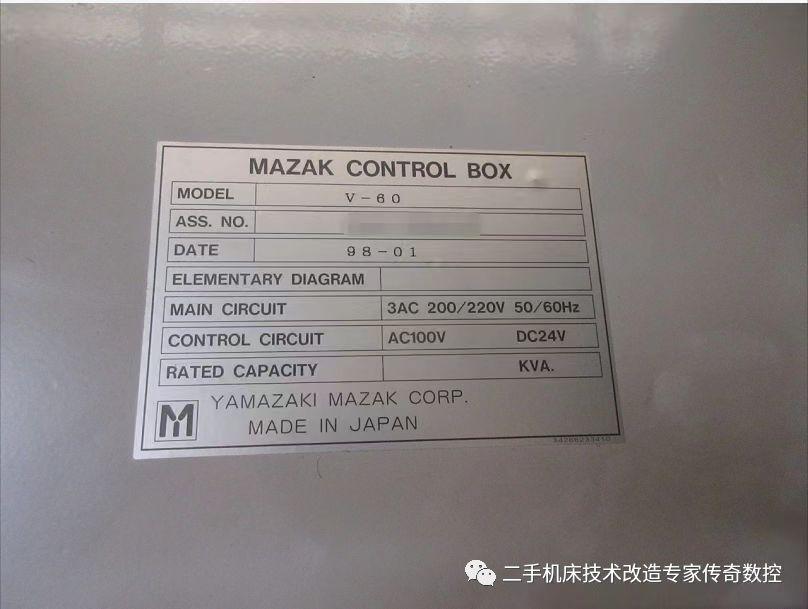 MAZAK CONTROL BOX
MODEL V-60
ASS. NO.
DATE 98-01
ELEMENTARY DIAGRAM
MAIN CIRCUIT 3AC 200/220V 50/60Hz
CONTROL CIRCUIT AC100V DC24V
RATED CAPACITY KVA.
YAMAZAKI MAZAK CORP.
MADE IN JAPAN
二手机床技术改造专家传奇数控